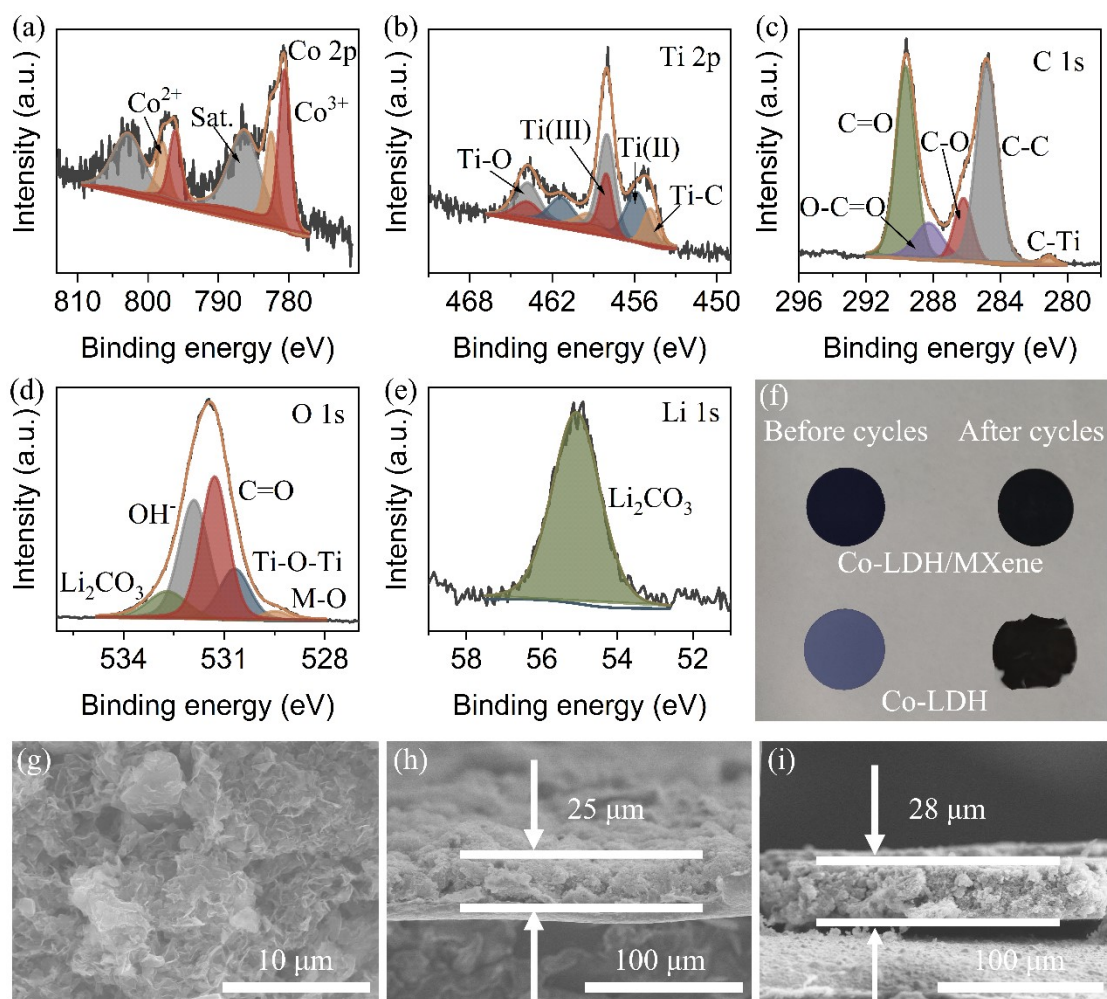 (a)
Co 2p
Co²⁺
Sat.
Co³⁺
Intensity (a.u.)
810 800 790 780
Binding energy (eV)
(b)
Ti 2p
Ti-O
Ti(III)
Ti(II)
Ti-C
Intensity (a.u.)
468 462 456 450
Binding energy (eV)
(c)
C 1s
C=O
C-O
C-C
O-C=O
C-Ti
Intensity (a.u.)
296 292 288 284 280
Binding energy (eV)
(d)
O 1s
C=O
OH⁻
Ti-O-Ti
Li₂CO₃
M-O
Intensity (a.u.)
534 531 528
Binding energy (eV)
(e)
Li 1s
Li₂CO₃
Intensity (a.u.)
58 56 54 52
Binding energy (eV)
(f)
Before cycles After cycles
Co-LDH/MXene
Co-LDH
(g)
10 μm
(h)
25 μm
100 μm
(i)
28 μm
100 μm